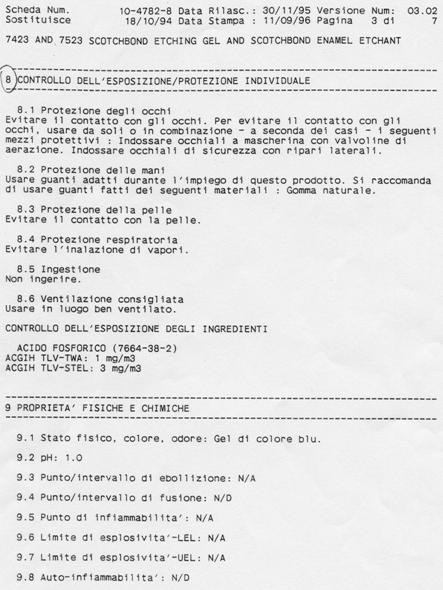 Scheda Num. 10-4782-8 Data Rilasc.: 30/11/95 Versione Num: 03.02
Sostituisce 18/10/94 Data Stampa : 11/09/96 Pagina 3 di 7
7423 AND 7523 SCOTCHBOND ETCHING GEL AND SCOTCHBOND ENAMEL ETCHANT
8 CONTROLLO DELL'ESPOSIZIONE/PROTEZIONE INDIVIDUALE
8.1 Protezione degli occhi
Evitare il contatto con gli occhi. Per evitare il contatto con gli
occhi, usare da soli o in combinazione - a seconda dei casi - i seguenti
mezzi protettivi : Indossare occhiali a mascherina con valvoline di
aerazione. Indossare occhiali di sicurezza con ripari laterali.
8.2 Protezione delle mani
Usare guanti adatti durante l'impiego di questo prodotto. Si raccomanda
di usare guanti fatti dei seguenti materiali : Gomma naturale.
8.3 Protezione della pelle
Evitare il contatto con la pelle.
8.4 Protezione respiratoria
Evitare l'inalazione di vapori.
8.5 Ingestione
Non ingerire.
8.6 Ventilazione consigliata
Usare in luogo ben ventilato.
CONTROLLO DELL'ESPOSIZIONE DEGLI INGREDIENTI
ACIDO FOSFORICO (7664-38-2)
ACGIH TLV-TWA: 1 mg/m3
ACGIH TLV-STEL: 3 mg/m3
9 PROPRIETA' FISICHE E CHIMICHE
9.1 Stato fisico, colore, odore: Gel di colore blu.
9.2 pH: 1.0
9.3 Punto/intervallo di ebollizione: N/A
9.4 Punto/intervallo di fusione: N/D
9.5 Punto di infiammabilita': N/A
9.6 Limite di esplosivita'-LEL: N/A
9.7 Limite di esplosivita'-UEL: N/A
9.8 Auto-infiammabilita': N/D